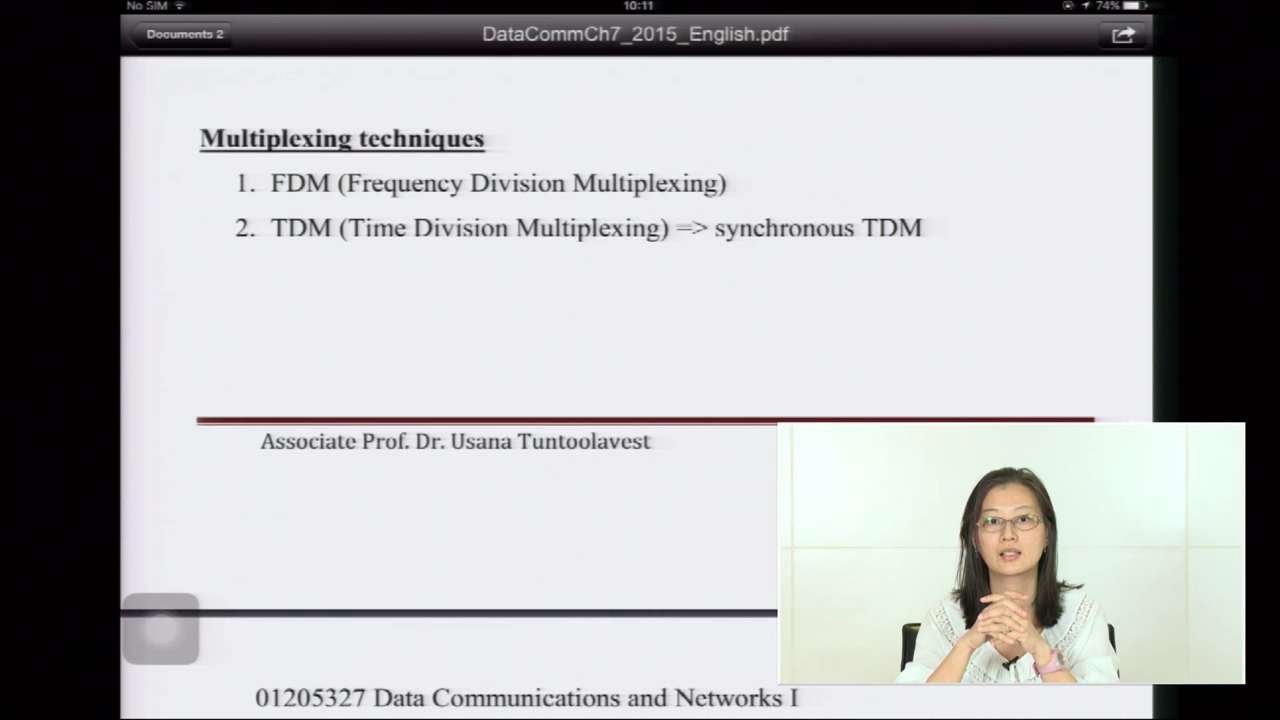 No SIM 10:11 74%
Documents 2 DataCommCh7_2015_English.pdf
Multiplexing techniques
1. FDM (Frequency Division Multiplexing)
2. TDM (Time Division Multiplexing) => synchronous TDM
Associate Prof. Dr. Usana Tuntoolavest
01205327 Data Communications and Networks I